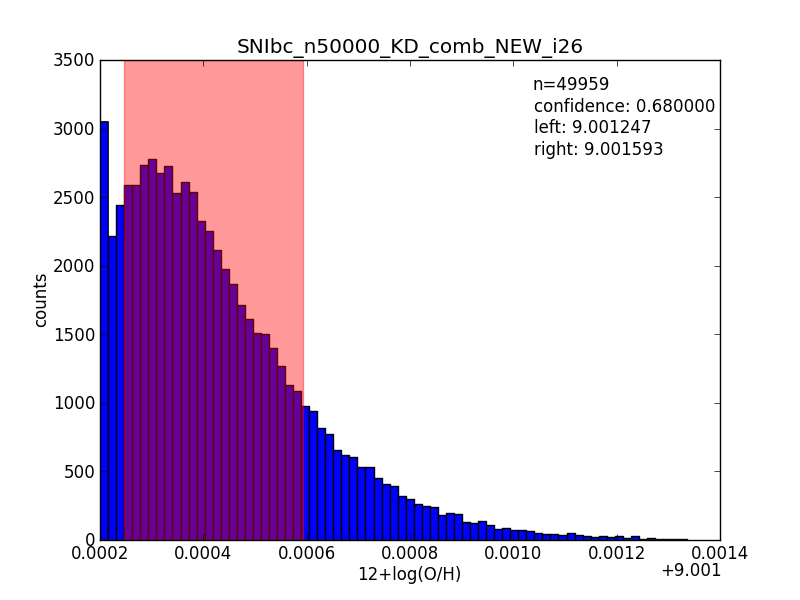 SNIbc_n50000_KD_comb_NEW_i26
n=49959
confidence: 0.680000
left: 9.001247
right: 9.001593
3500
3000
2500
2000
1500
1000
500
0
counts
0.0002 0.0004 0.0006 0.0008 0.0010 0.0012 0.0014
+9.001
12+log(O/H)